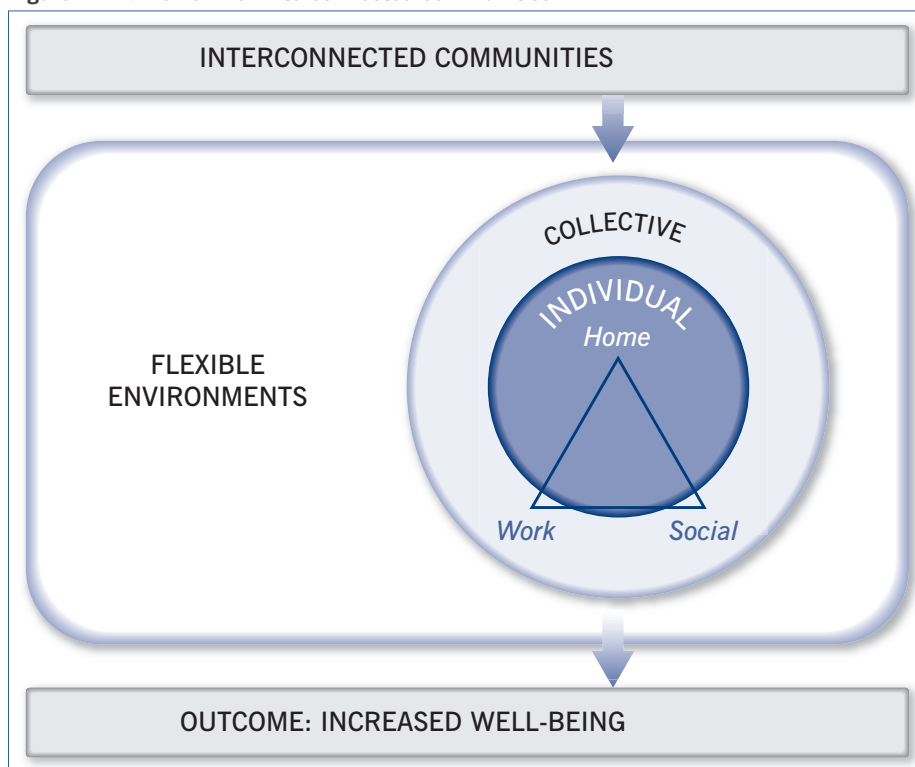 INTERCONNECTED COMMUNITIES
COLLECTIVE
INDIVIDUAL
Home
FLEXIBLE
ENVIRONMENTS
Work
Social
OUTCOME: INCREASED WELL-BEING